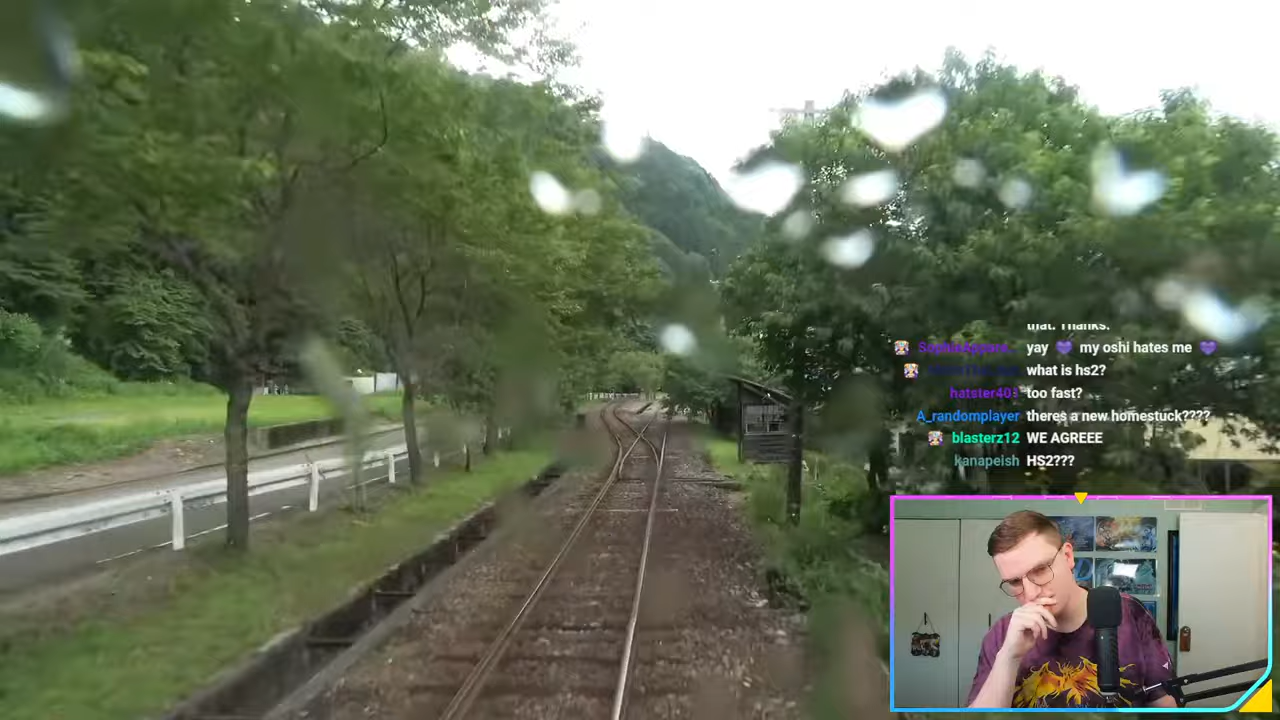 that. Thanks.
yay 💜 my oshi hates me 💜
what is hs2?
hatster401 too fast?
A_randomplayer theres a new homestuck????
blasterz12 WE AGREEE
kanapeish HS2???